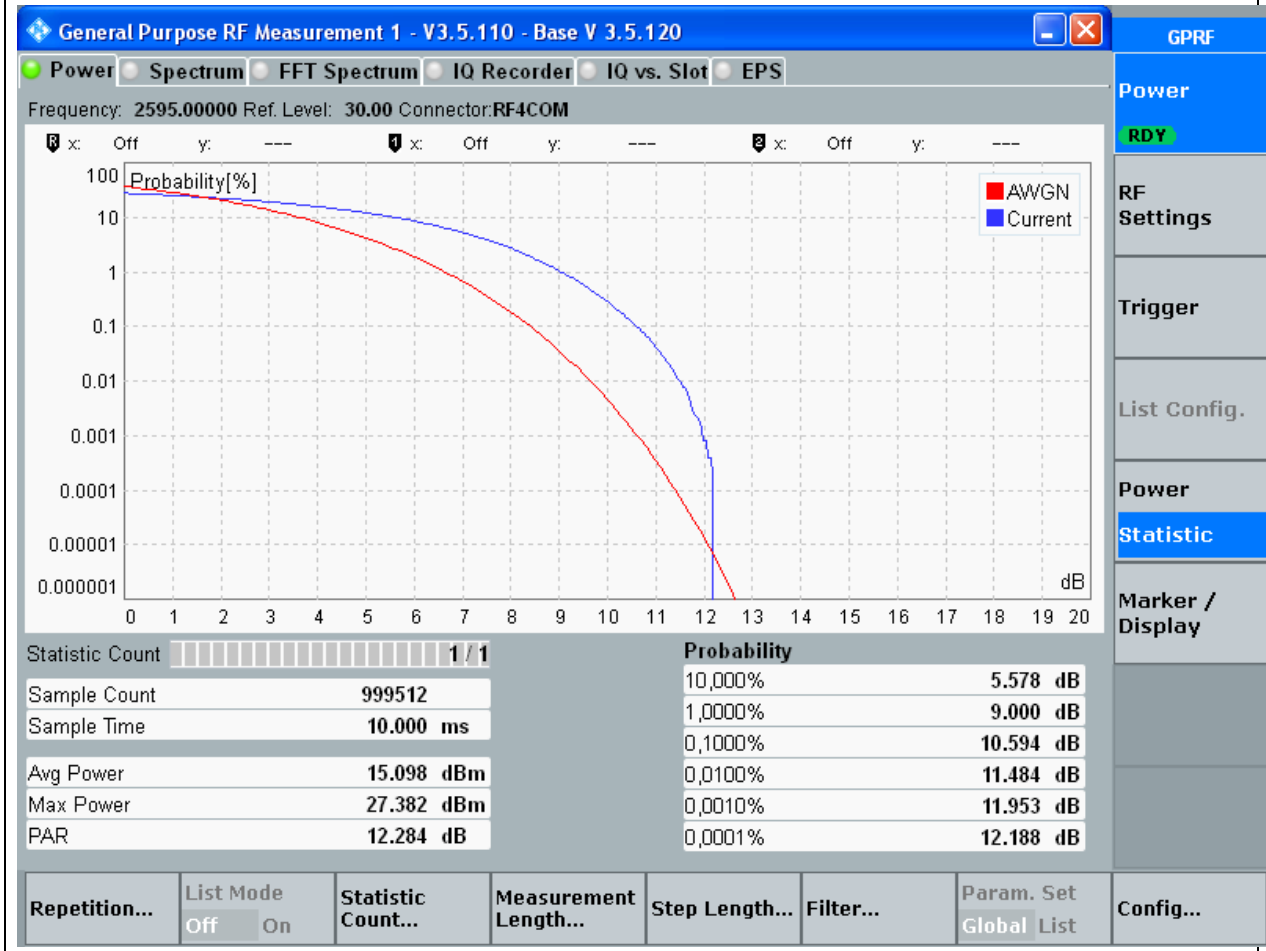 General Purpose RF Measurement 1 - V3.5.110 - Base V 3.5.120
Power Spectrum FFT Spectrum IQ Recorder IQ vs. Slot EPS
Frequency: 2595.00000 Ref. Level: 30.00 Connector:RF4COM
R x: Off y: --- 1 x: Off y: --- 2 x: Off y: ---
Probability[%]
100
10
1
0.1
0.01
0.001
0.0001
0.00001
0.000001
AWGN
Current
dB
0 1 2 3 4 5 6 7 8 9 10 11 12 13 14 15 16 17 18 19 20
Statistic Count 1 / 1
Sample Count 999512
Sample Time 10.000 ms
Avg Power 15.098 dBm
Max Power 27.382 dBm
PAR 12.284 dB
Probability
10,000% 5.578 dB
1,0000% 9.000 dB
0,1000% 10.594 dB
0,0100% 11.484 dB
0,0010% 11.953 dB
0,0001% 12.188 dB
GPRF
Power
RDY
RF
Settings
Trigger
List Config.
Power
Statistic
Marker /
Display
Repetition...
List Mode
Off On
Statistic
Count...
Measurement
Length...
Step Length...
Filter...
Param. Set
Global List
Config...